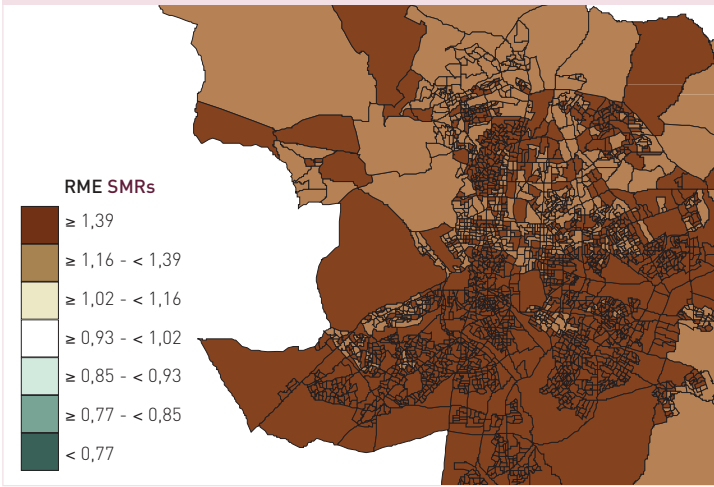 RME SMRs
≥ 1,39
≥ 1,16 - < 1,39
≥ 1,02 - < 1,16
≥ 0,93 - < 1,02
≥ 0,85 - < 0,93
≥ 0,77 - < 0,85
< 0,77